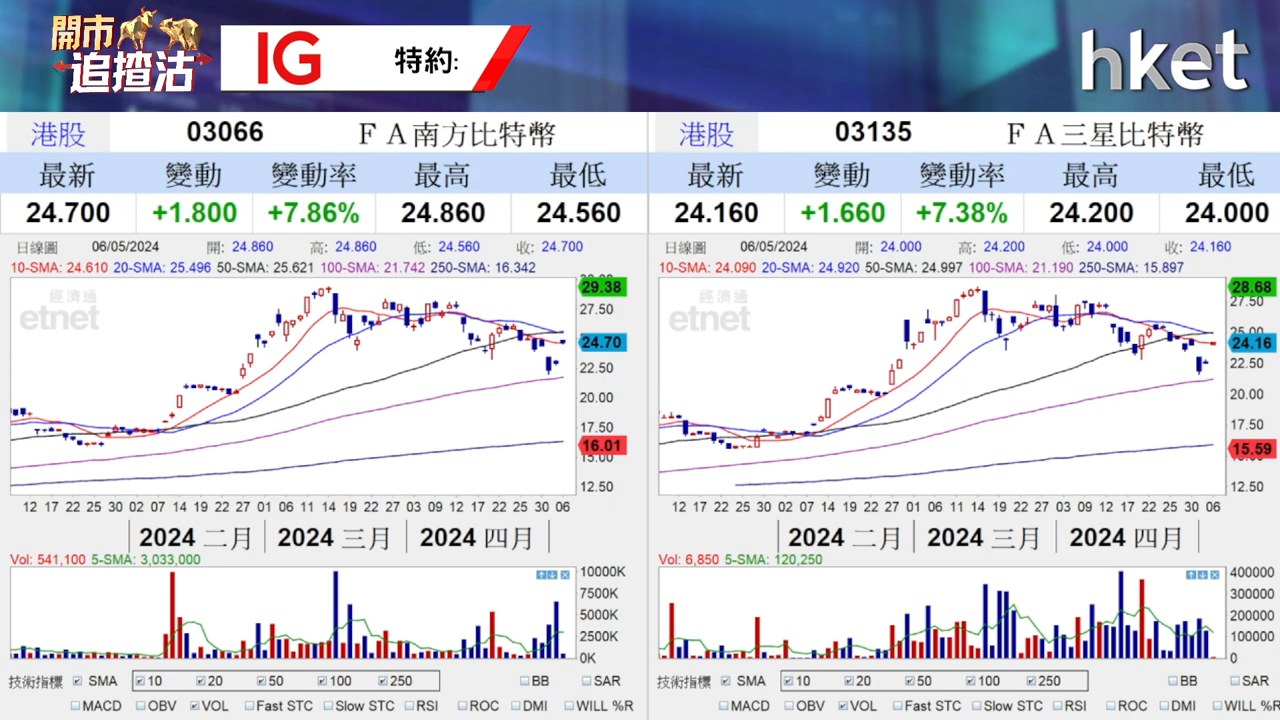 開市
追揸沽
IG
特約:
hket
港股 03066 FA南方比特幣
最新 變動 變動率 最高 最低
24.700 +1.800 +7.86% 24.860 24.560
日線圖 06/05/2024 開: 24.860 高: 24.860 低: 24.560 收: 24.700
10-SMA: 24.610 20-SMA: 25.496 50-SMA: 25.621 100-SMA: 21.742 250-SMA: 16.342
經濟通
etnet
29.38
27.50
24.70
22.50
20.00
17.50
16.01
15.00
12.50
12 17 22 25 30 02 07 14 19 22 27 01 06 11 14 19 22 27 03 09 12 17 22 25 30 06
2024 二月 2024 三月 2024 四月
Vol: 541,100 5-SMA: 3,033,000
10000K
7500K
5000K
2500K
0K
技術指標 SMA 10 20 50 100 250 BB SAR
MACD OBV VOL Fast STC Slow STC RSI ROC DMI WILL %R
港股 03135 FA三星比特幣
最新 變動 變動率 最高 最低
24.160 +1.660 +7.38% 24.200 24.000
日線圖 06/05/2024 開: 24.000 高: 24.200 低: 24.000 收: 24.160
10-SMA: 24.090 20-SMA: 24.920 50-SMA: 24.997 100-SMA: 21.190 250-SMA: 15.897
經濟通
etnet
28.68
27.50
25.00
24.16
22.50
20.00
17.50
15.59
12.50
12 17 22 25 30 02 07 14 19 22 27 01 06 11 14 19 22 27 03 09 12 17 22 25 30 06
2024 二月 2024 三月 2024 四月
Vol: 6,850 5-SMA: 120,250
400000
300000
200000
100000
0
技術指標 SMA 10 20 50 100 250 BB SAR
MACD OBV VOL Fast STC Slow STC RSI ROC DMI WILL %R